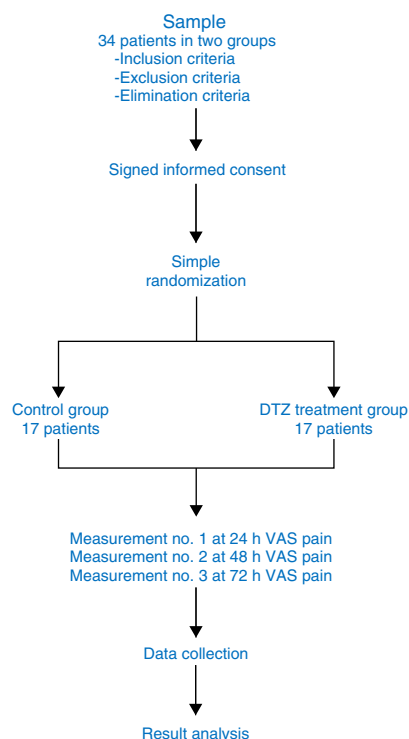 Sample
34 patients in two groups
-Inclusion criteria
-Exclusion criteria
-Elimination criteria
Signed informed consent
Simple
randomization
Control group
17 patients
DTZ treatment group
17 patients
Measurement no. 1 at 24 h VAS pain
Measurement no. 2 at 48 h VAS pain
Measurement no. 3 at 72 h VAS pain
Data collection
Result analysis